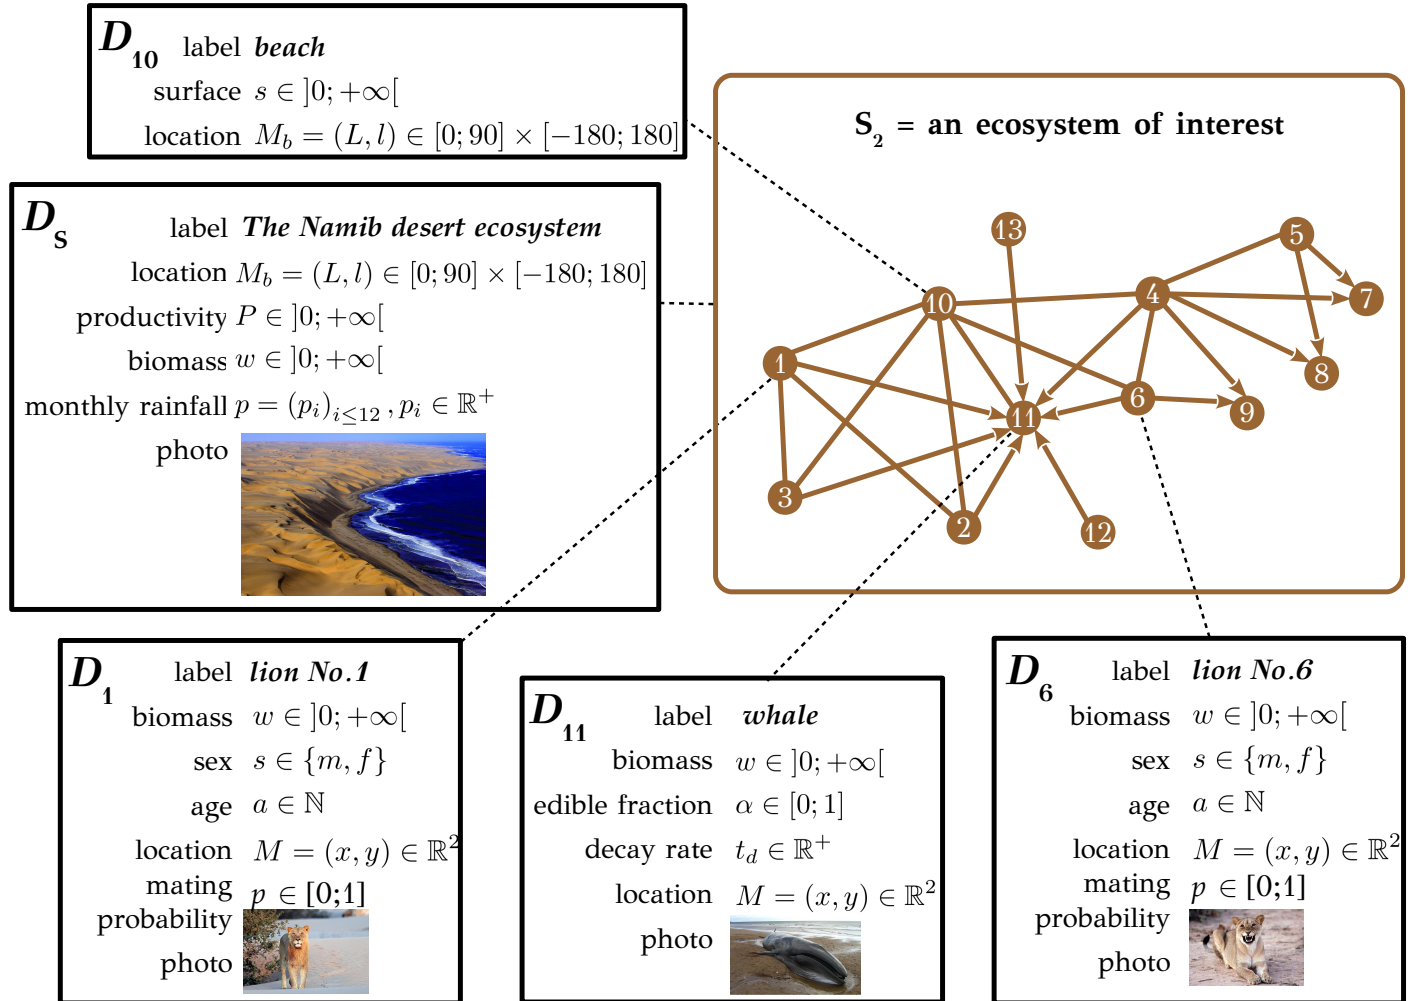 D₁₀ label beach
surface s ∈ ]0; +∞[
location M_b = (L, l) ∈ [0; 90] × [−180; 180]
S₂ = an ecosystem of interest
D_S label The Namib desert ecosystem
location M_b = (L, l) ∈ [0; 90] × [−180; 180]
productivity P ∈ ]0; +∞[
biomass w ∈ ]0; +∞[
monthly rainfall p = (p_i)_{i≤12}, p_i ∈ ℝ⁺
photo
13
5
10
4
7
1
8
6
11
9
3
2
12
D₁ label lion No.1
biomass w ∈ ]0; +∞[
sex s ∈ {m, f}
age a ∈ ℕ
location M = (x, y) ∈ ℝ²
mating
probability p ∈ [0;1]
photo
D₁₁ label whale
biomass w ∈ ]0; +∞[
edible fraction α ∈ [0; 1]
decay rate t_d ∈ ℝ⁺
location M = (x, y) ∈ ℝ²
photo
D₆ label lion No.6
biomass w ∈ ]0; +∞[
sex s ∈ {m, f}
age a ∈ ℕ
location M = (x, y) ∈ ℝ²
mating
probability p ∈ [0;1]
photo